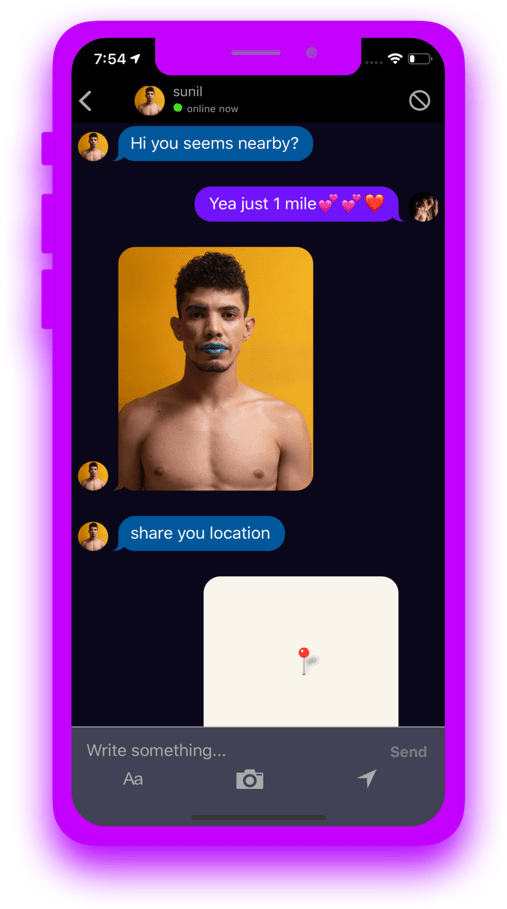 7:54
sunil
online now
Hi you seems nearby?
Yea just 1 mile💕💕❤️
share you location
Write something...
Send
Aa